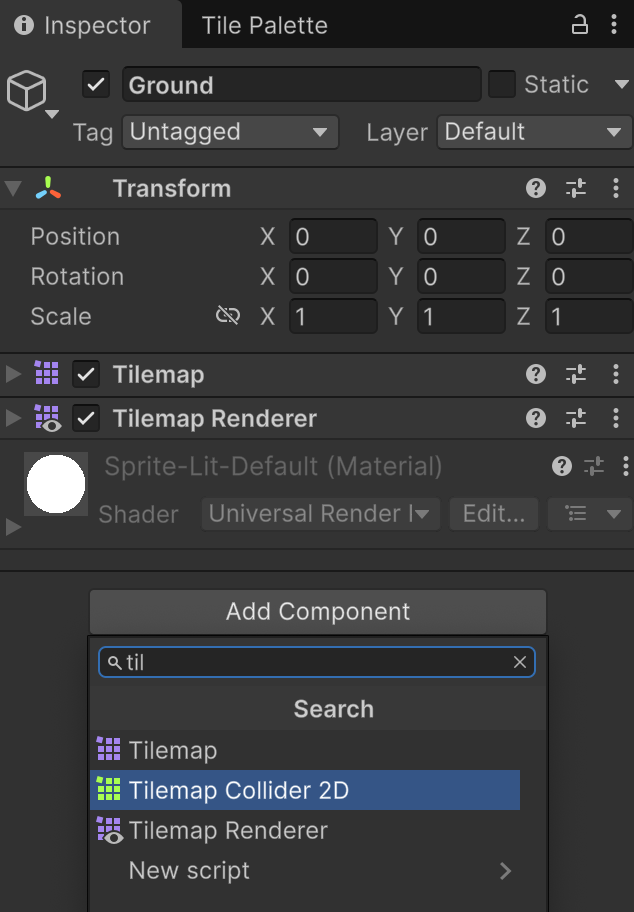 Inspector Tile Palette
Ground Static
Tag Untagged Layer Default
Transform
Position X 0 Y 0 Z 0
Rotation X 0 Y 0 Z 0
Scale X 1 Y 1 Z 1
Tilemap
Tilemap Renderer
Sprite-Lit-Default (Material)
Shader Universal Render Edit...
Add Component
til
Search
Tilemap
Tilemap Collider 2D
Tilemap Renderer
New script